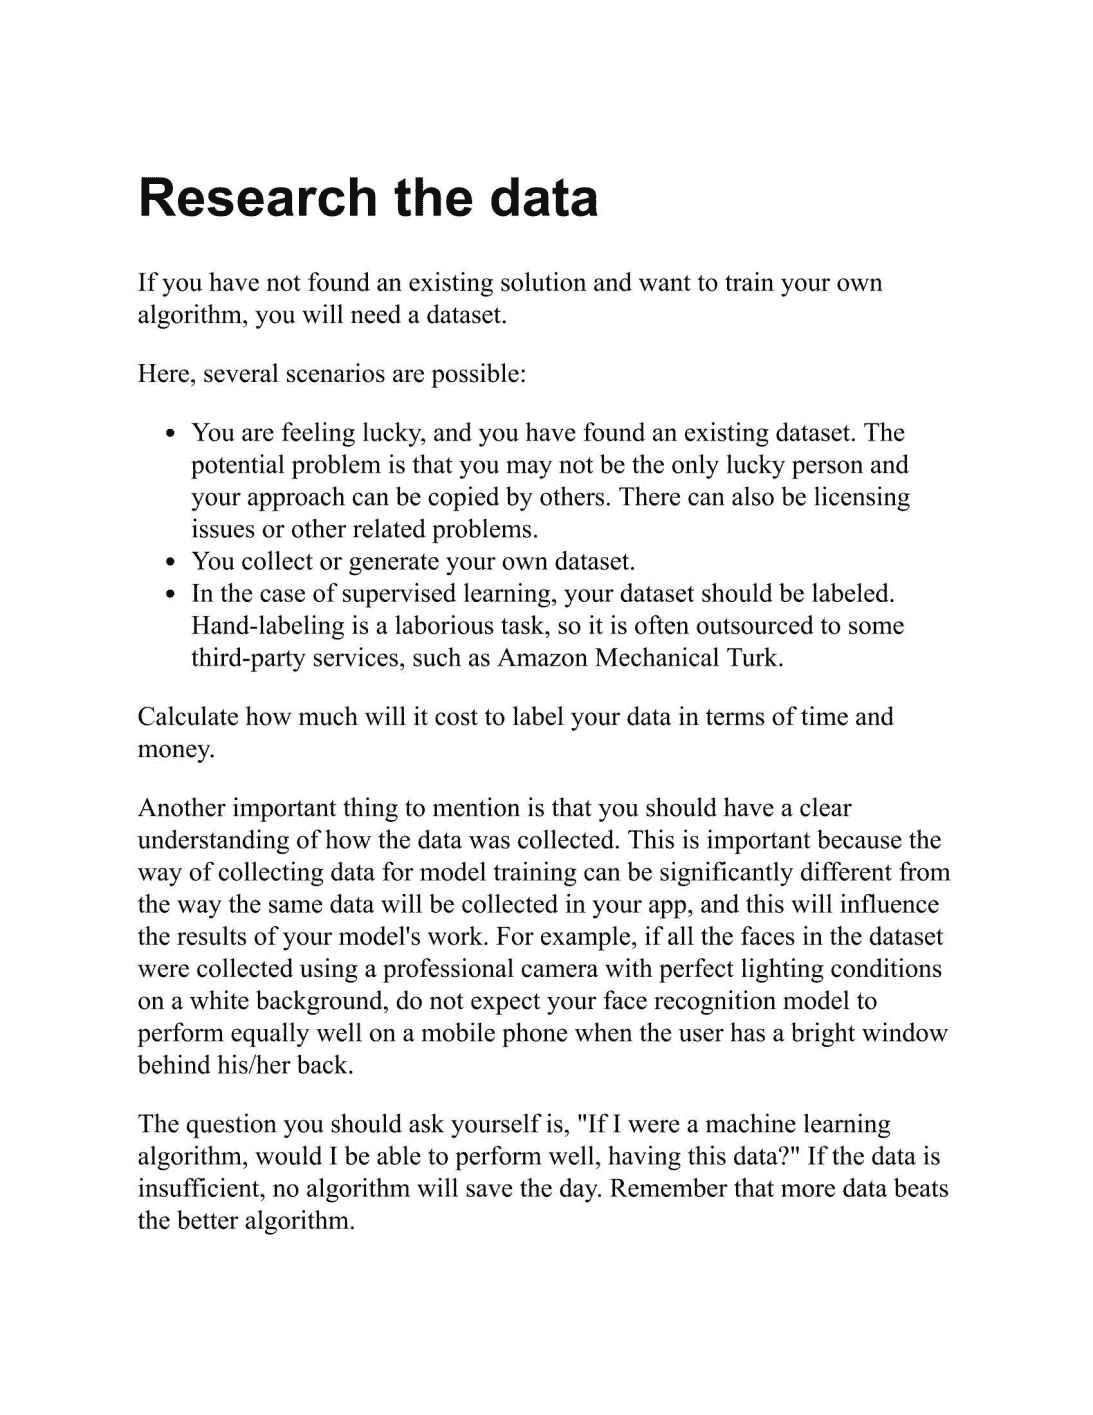 Research the data
If you have not found an existing solution and want to train your own
algorithm, you will need a dataset.
Here, several scenarios are possible:
• You are feeling lucky, and you have found an existing dataset. The
potential problem is that you may not be the only lucky person and
your approach can be copied by others. There can also be licensing
issues or other related problems.
• You collect or generate your own dataset.
• In the case of supervised learning, your dataset should be labeled.
Hand-labeling is a laborious task, so it is often outsourced to some
third-party services, such as Amazon Mechanical Turk.
Calculate how much will it cost to label your data in terms of time and
money.
Another important thing to mention is that you should have a clear
understanding of how the data was collected. This is important because the
way of collecting data for model training can be significantly different from
the way the same data will be collected in your app, and this will influence
the results of your model's work. For example, if all the faces in the dataset
were collected using a professional camera with perfect lighting conditions
on a white background, do not expect your face recognition model to
perform equally well on a mobile phone when the user has a bright window
behind his/her back.
The question you should ask yourself is, "If I were a machine learning
algorithm, would I be able to perform well, having this data?" If the data is
insufficient, no algorithm will save the day. Remember that more data beats
the better algorithm.